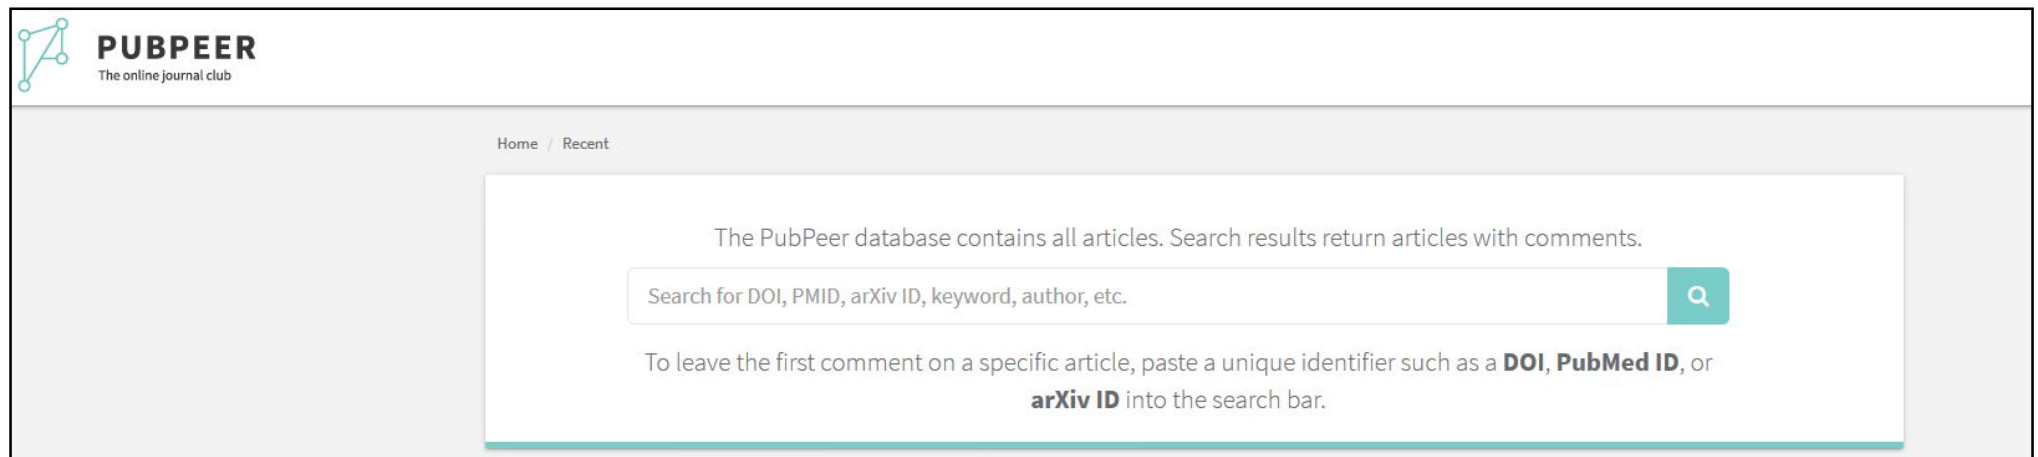 PUBPEER
The online journal club
Home / Recent
The PubPeer database contains all articles. Search results return articles with comments.
Search for DOI, PMID, arXiv ID, keyword, author, etc.
To leave the first comment on a specific article, paste a unique identifier such as a DOI, PubMed ID, or
arXiv ID into the search bar.